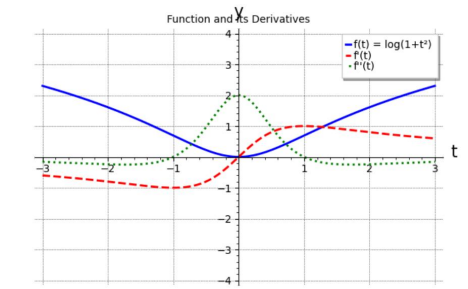 y
Function and Its Derivatives
4
f(t) = log(1+t²)
f'(t)
f''(t)
3
2
1
t
−3
−2
−1
0
1
2
3
−1
−2
−3
−4